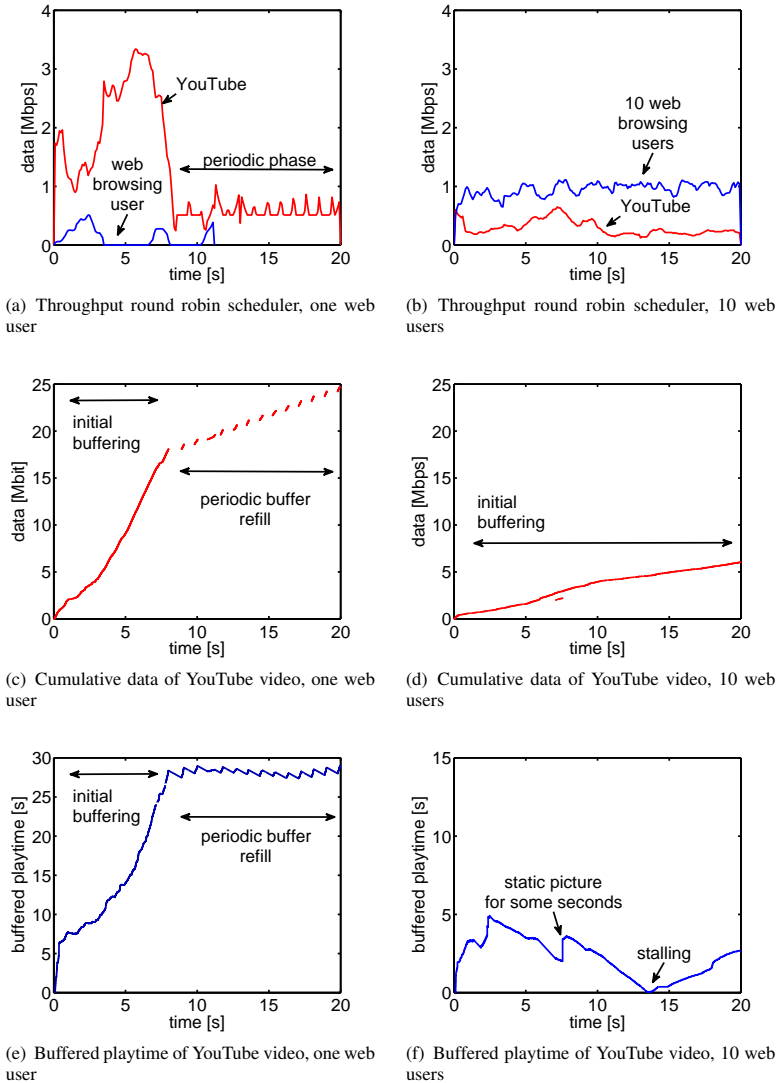 4
3
2
1
0
0
5
10
15
20
data [Mbps]
time [s]
YouTube
web
browsing
user
periodic phase
(a) Throughput round robin scheduler, one web
user
4
3
2
1
0
0
5
10
15
20
data [Mbps]
time [s]
10 web
browsing
users
YouTube
(b) Throughput round robin scheduler, 10 web
users
25
20
15
10
5
0
0
5
10
15
20
data [Mbit]
time [s]
initial
buffering
periodic buffer
refill
(c) Cumulative data of YouTube video, one web
user
25
20
15
10
5
0
0
5
10
15
20
data [Mbps]
time [s]
initial
buffering
(d) Cumulative data of YouTube video, 10 web
users
30
25
20
15
10
5
0
0
5
10
15
20
buffered playtime [s]
time [s]
initial
buffering
periodic buffer
refill
(e) Buffered playtime of YouTube video, one web
user
15
10
5
0
0
5
10
15
20
buffered playtime [s]
time [s]
static picture
for some seconds
stalling
(f) Buffered playtime of YouTube video, 10 web
users